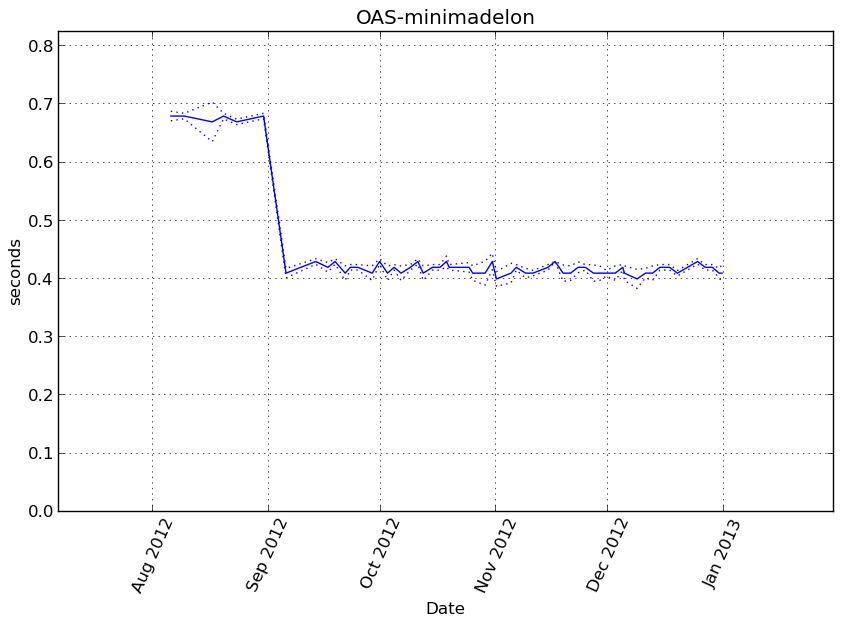 OAS-minimadelon
0.8
0.7
0.6
0.5
0.4
0.3
0.2
0.1
0.0
seconds
Aug 2012
Sep 2012
Oct 2012
Nov 2012
Dec 2012
Jan 2013
Date